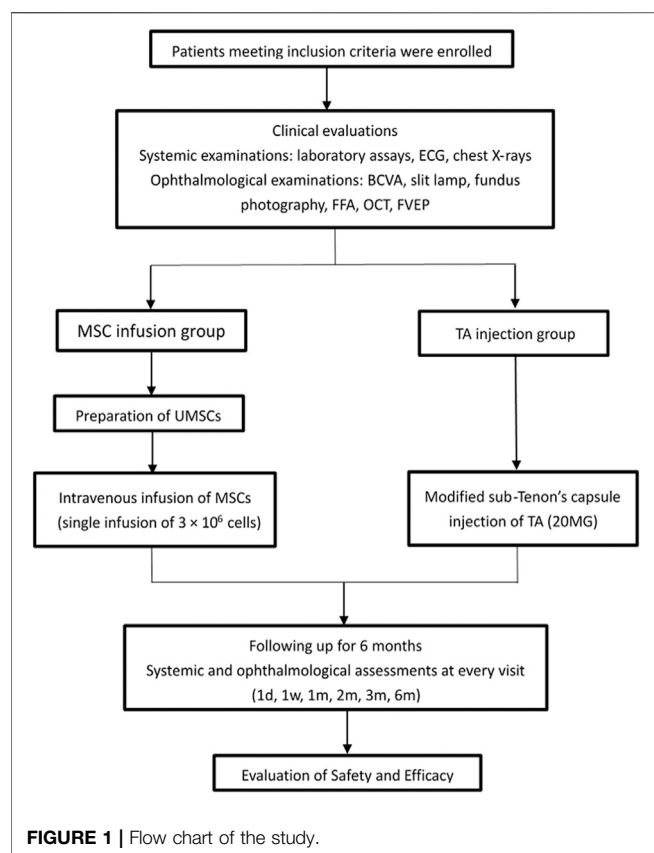 Patients meeting inclusion criteria were enrolled
Clinical evaluations
Systemic examinations: laboratory assays, ECG, chest X-rays
Ophthalmological examinations: BCVA, slit lamp, fundus
photography, FFA, OCT, FVEP
MSC infusion group
TA injection group
Preparation of UMSCs
Intravenous infusion of MSCs
(single infusion of 3 × 10⁶ cells)
Modified sub-Tenon's capsule
injection of TA (20MG)
Following up for 6 months
Systemic and ophthalmological assessments at every visit
(1d, 1w, 1m, 2m, 3m, 6m)
Evaluation of Safety and Efficacy
FIGURE 1 | Flow chart of the study.